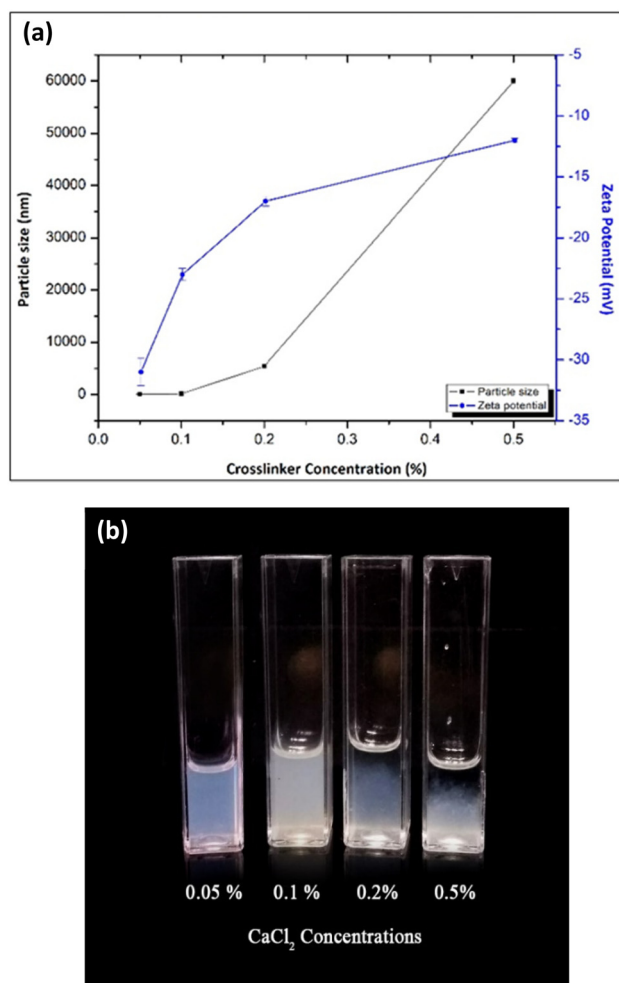 (a)
60000
50000
40000
30000
20000
10000
0
Particle size (nm)
-5
-10
-15
-20
-25
-30
-35
Zeta Potential (mV)
Particle size
Zeta potential
0.0 0.1 0.2 0.3 0.4 0.5
Crosslinker Concentration (%)
(b)
0.05 % 0.1 % 0.2% 0.5%
CaCl2 Concentrations